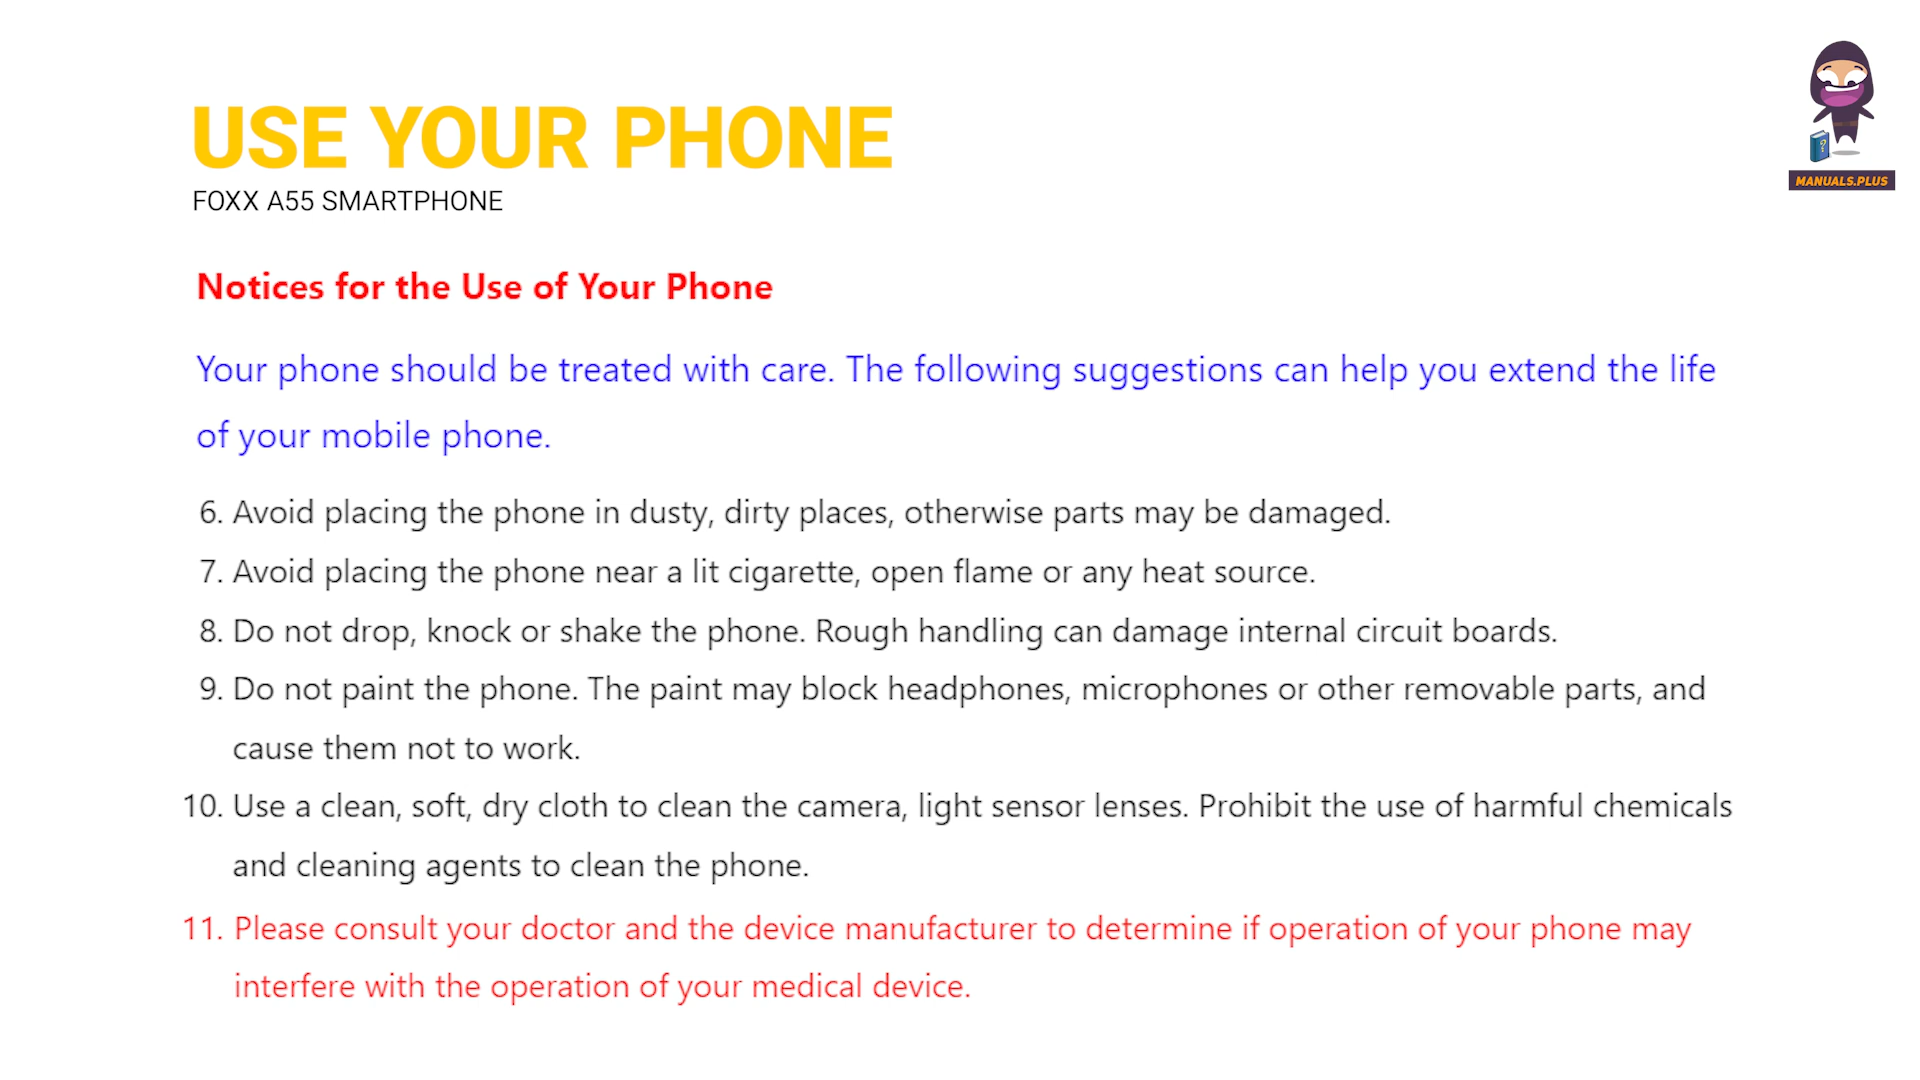 USE YOUR PHONE
FOXX A55 SMARTPHONE
MANUALS.PLUS
Notices for the Use of Your Phone
Your phone should be treated with care. The following suggestions can help you extend the life
of your mobile phone.
6. Avoid placing the phone in dusty, dirty places, otherwise parts may be damaged.
7. Avoid placing the phone near a lit cigarette, open flame or any heat source.
8. Do not drop, knock or shake the phone. Rough handling can damage internal circuit boards.
9. Do not paint the phone. The paint may block headphones, microphones or other removable parts, and
cause them not to work.
10. Use a clean, soft, dry cloth to clean the camera, light sensor lenses. Prohibit the use of harmful chemicals
and cleaning agents to clean the phone.
11. Please consult your doctor and the device manufacturer to determine if operation of your phone may
interfere with the operation of your medical device.